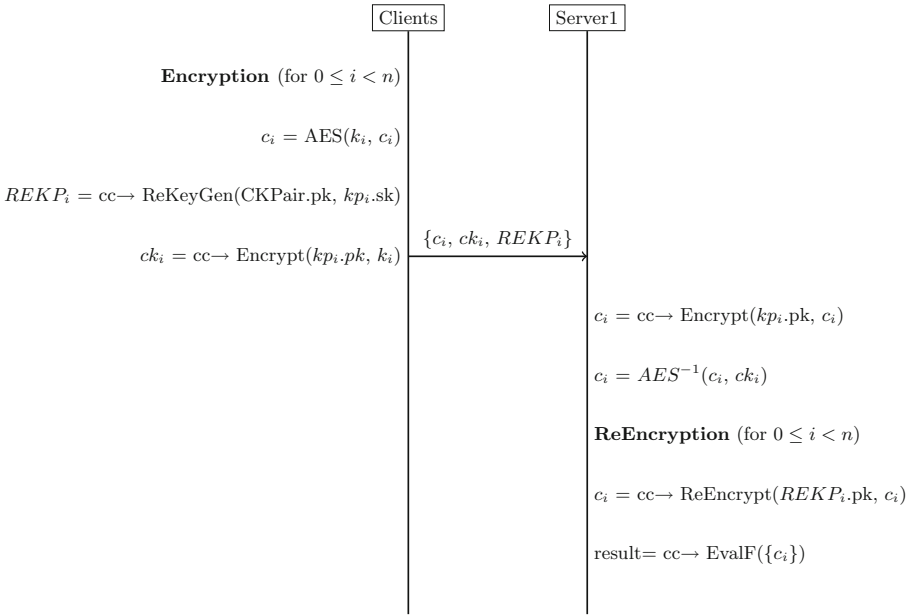 Clients Server1
Encryption (for 0 ≤ i < n)
c_i = AES(k_i, c_i)
REKP_i = cc→ ReKeyGen(CKPair.pk, kp_i.sk)
ck_i = cc→ Encrypt(kp_i.pk, k_i)
{c_i, ck_i, REKP_i}
c_i = cc→ Encrypt(kp_i.pk, c_i)
c_i = AES^{-1}(c_i, ck_i)
ReEncryption (for 0 ≤ i < n)
c_i = cc→ ReEncrypt(REKP_i.pk, c_i)
result= cc→ EvalF({c_i})